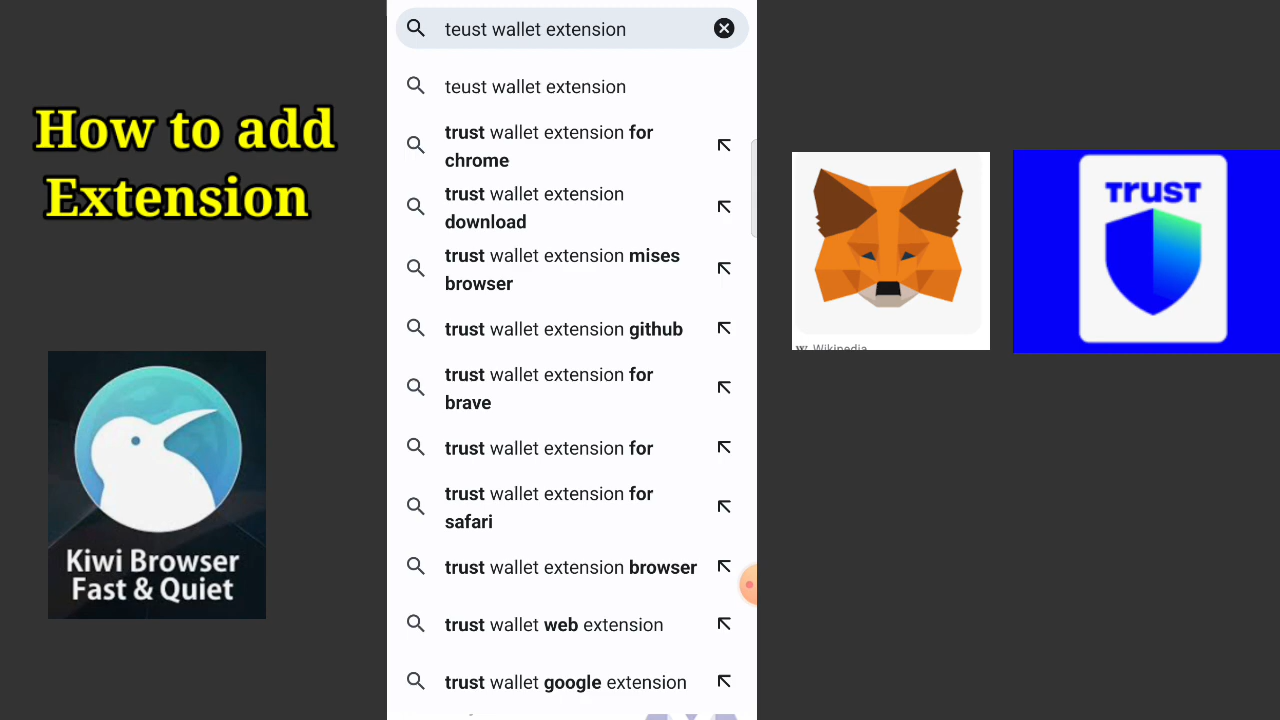 How to add
Extension
Kiwi Browser
Fast & Quiet
teust wallet extension
teust wallet extension
trust wallet extension for
chrome
trust wallet extension
download
trust wallet extension mises
browser
trust wallet extension github
trust wallet extension for
brave
trust wallet extension for
trust wallet extension for
safari
trust wallet extension browser
trust wallet web extension
trust wallet google extension
W Wikipedia
TRUST